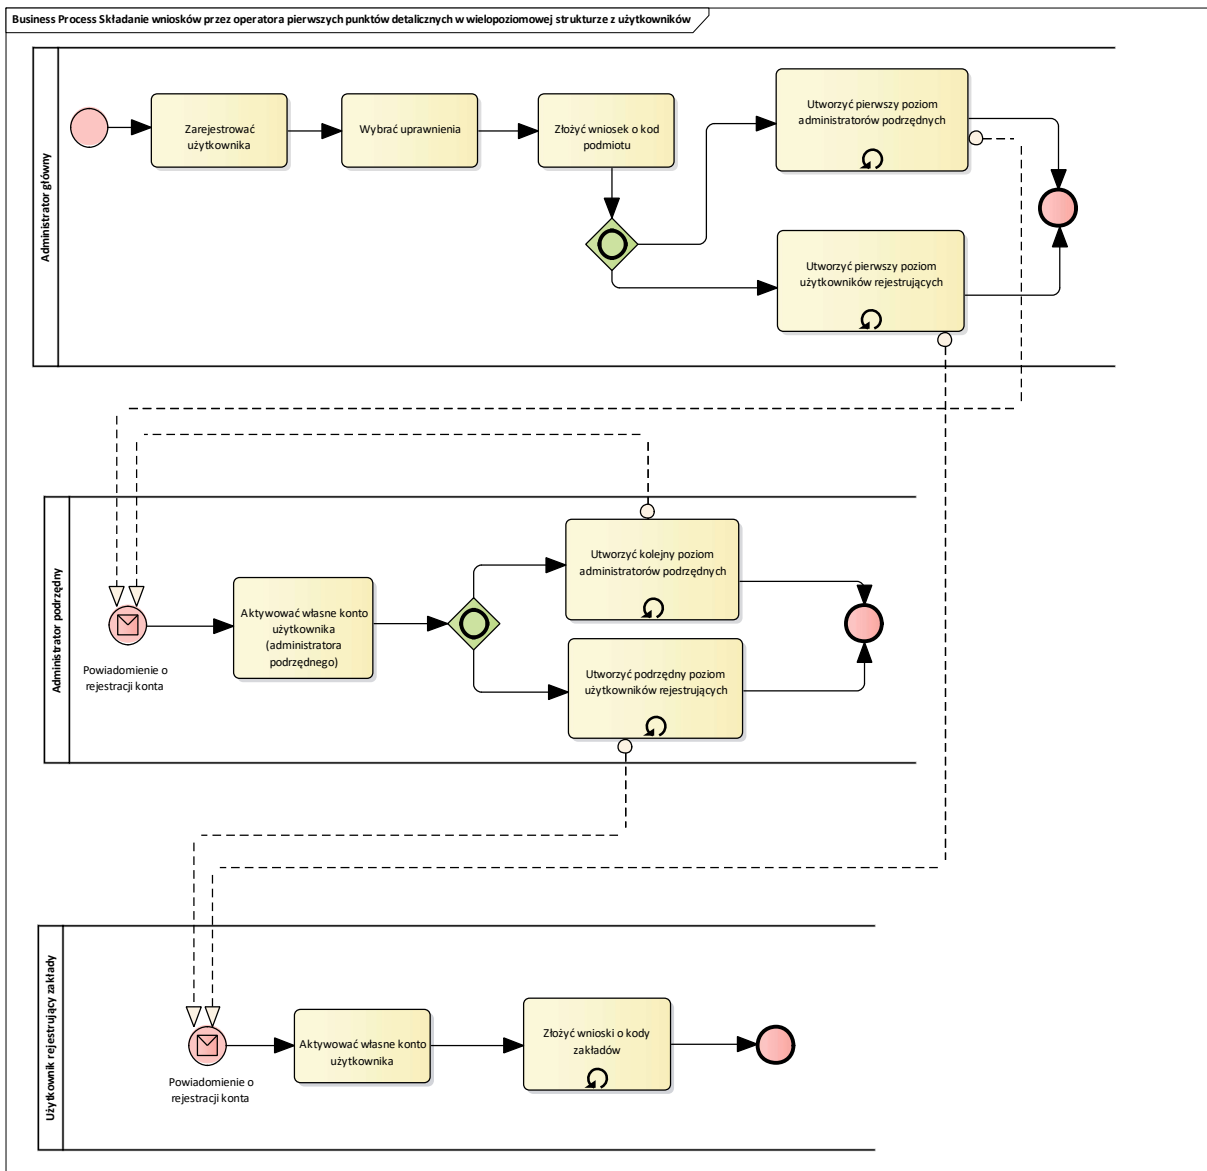 Business Process Składanie wniosków przez operatora pierwszych punktów detalicznych w wielopoziomowej strukturze z użytkowników
Administrator główny
Zarejestrować
użytkownika
Wybrać uprawnienia
Złożyć wniosek o kod
podmiotu
Utworzyć pierwszy poziom
administratorów podrzędnych
Utworzyć pierwszy poziom
użytkowników rejestrujących
Administrator podrzędny
Powiadomienie o
rejestracji konta
Aktywować własne konto
użytkownika
(administratora
podrzędnego)
Utworzyć kolejny poziom
administratorów podrzędnych
Utworzyć podrzędny poziom
użytkowników rejestrujących
Użytkownik rejestrujący zakłady
Powiadomienie o
rejestracji konta
Aktywować własne konto
użytkownika
Złożyć wnioski o kody
zakładów